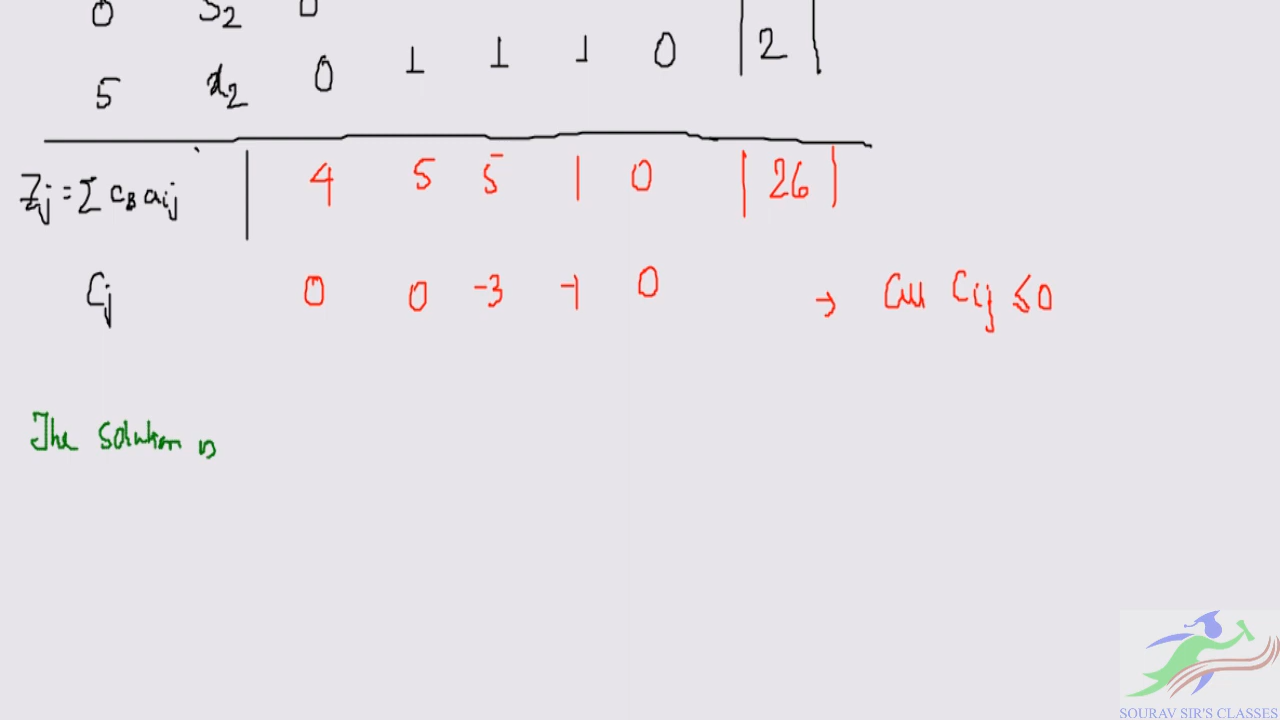 0 S₂ 0
5 x₂ 0 1 1 1 0 | 2 |
Zj = Σ cB aij | 4 5 5 1 0 | 26 |
Cj 0 0 -3 -1 0 → all Cij ≤ 0
The solution is
SOURAV SIR'S CLASSES